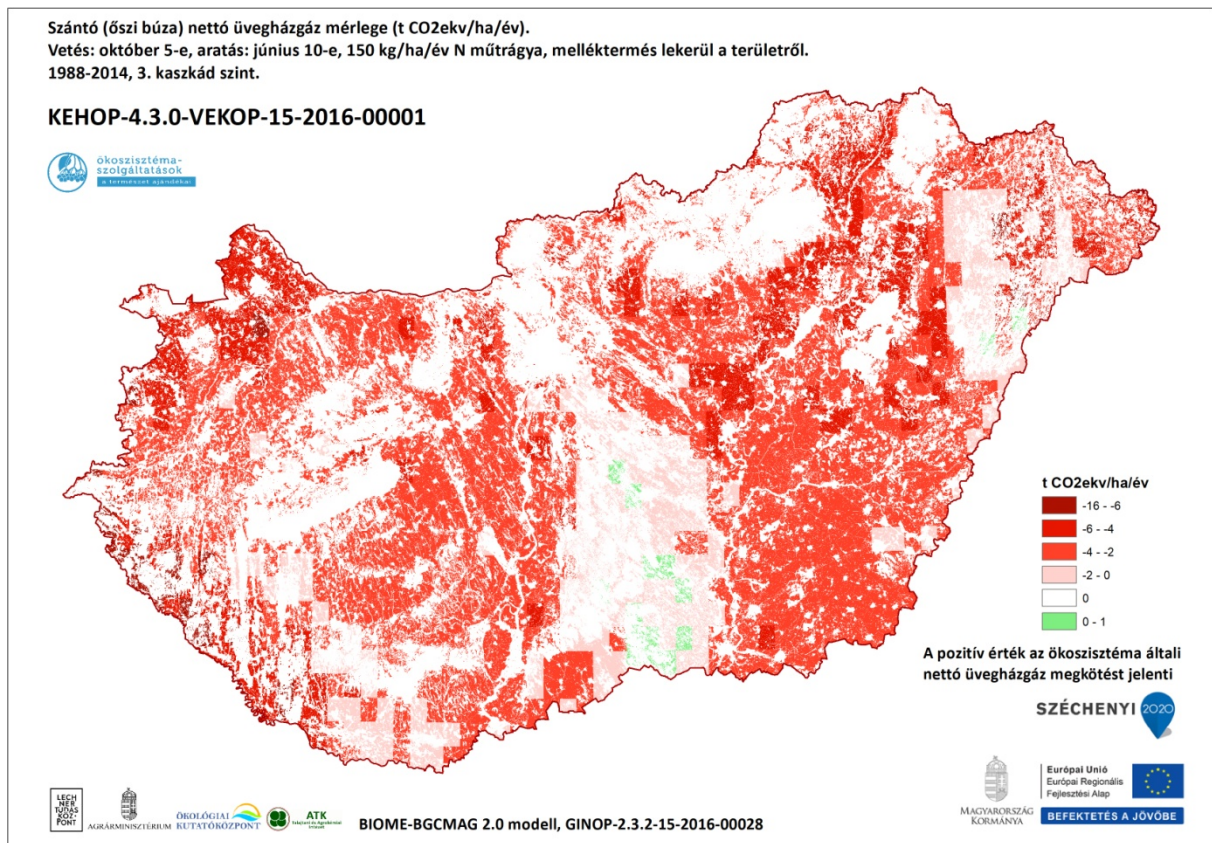 Szántó (őszi búza) nettó üvegházgáz mérlege (t CO2ekv/ha/év).
Vetés: október 5-e, aratás: június 10-e, 150 kg/ha/év N műtrágya, melléktermés lekerül a területről.
1988-2014, 3. kaszkád szint.
KEHOP-4.3.0-VEKOP-15-2016-00001
ökoszisztéma-
szolgáltatások
a természet ajándékai
t CO2ekv/ha/év
-16 - -6
-6 - -4
-4 - -2
-2 - 0
0
0 - 1
A pozitív érték az ökoszisztéma általi
nettó üvegházgáz megkötést jelenti
SZÉCHENYI 2020
LECH
NER
TUDÁS
KÖZ
PONT
AGRÁRMINISZTÉRIUM
ÖKOLÓGIAI
KUTATÓKÖZPONT
ATK
BIOME-BGCMAG 2.0 modell, GINOP-2.3.2-15-2016-00028
MAGYARORSZÁG
KORMÁNYA
Európai Unió
Európai Regionális
Fejlesztési Alap
BEFEKTETÉS A JÖVŐBE